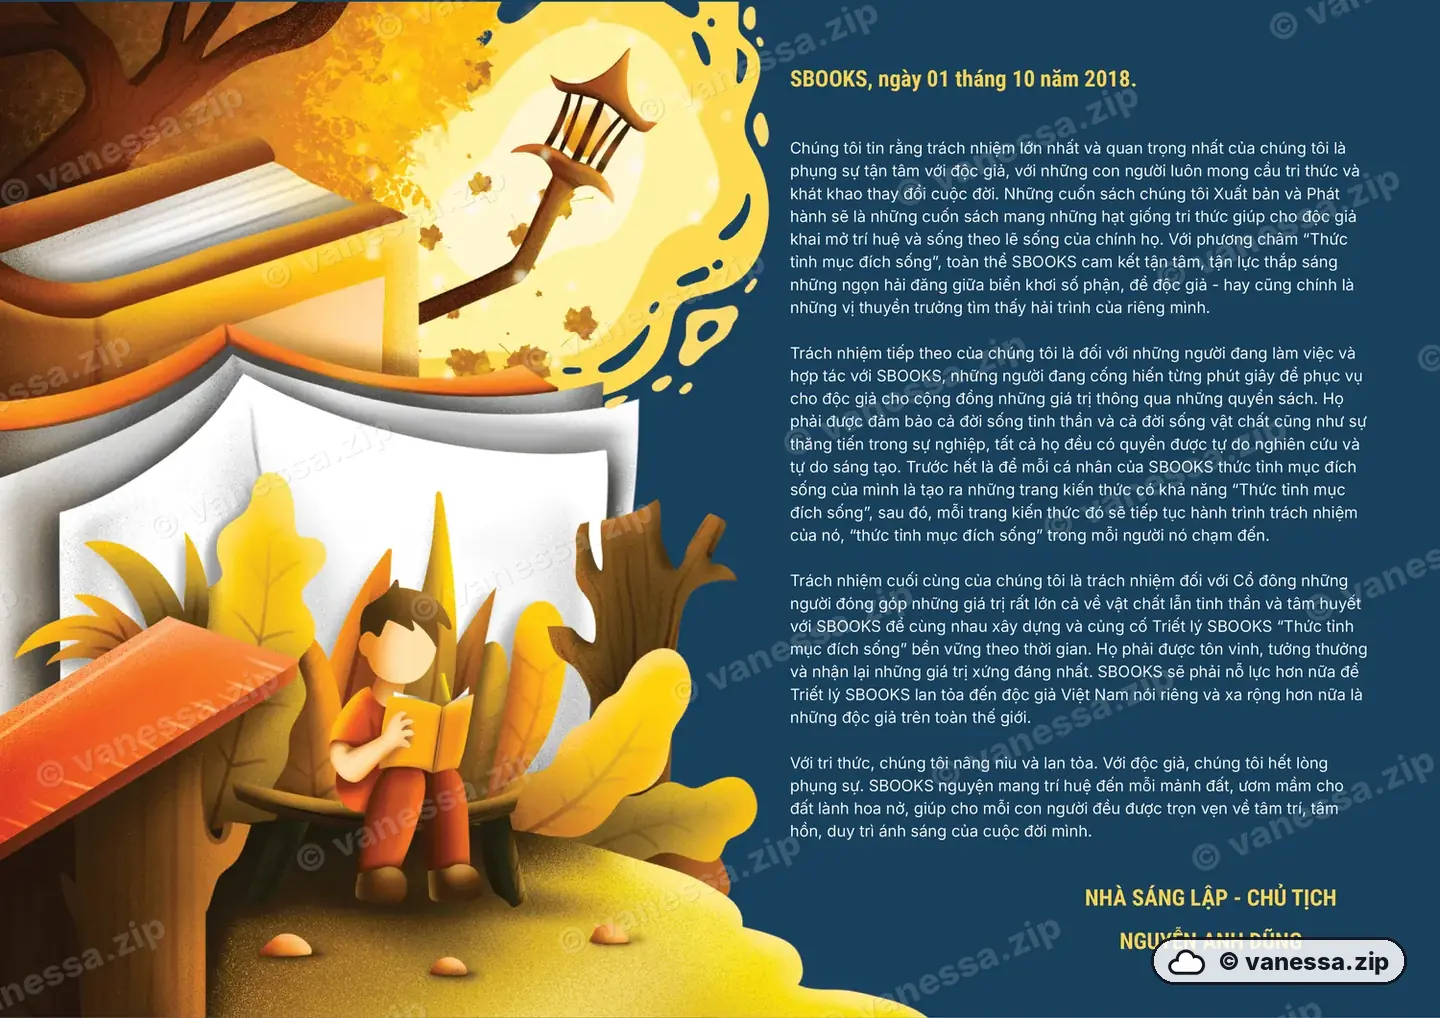 SBOOKS, ngày 01 tháng 10 năm 2018.
Chúng tôi tin rằng trách nhiệm lớn nhất và quan trọng nhất của chúng tôi là
phụng sự tận tâm với độc giả, với những con người luôn mong cầu tri thức và
khát khao thay đổi cuộc đời. Những cuốn sách chúng tôi Xuất bản và Phát
hành sẽ là những cuốn sách mang những hạt giống tri thức giúp cho độc giả
khai mở trí huệ và sống theo lẽ sống của chính họ. Với phương châm “Thức
tỉnh mục đích sống”, toàn thể SBOOKS cam kết tận tâm, tận lực thắp sáng
những ngọn hải đăng giữa biển khơi số phận, để độc giả - hay cũng chính là
những vị thuyền trưởng tìm thấy hải trình của riêng mình.
Trách nhiệm tiếp theo của chúng tôi là đối với những người đang làm việc và
hợp tác với SBOOKS, những người đang cống hiến từng phút giây để phục vụ
cho độc giả cho cộng đồng những giá trị thông qua những quyển sách. Họ
phải được đảm bảo cả đời sống tinh thần và cả đời sống vật chất cũng như sự
thăng tiến trong sự nghiệp, tất cả họ đều có quyền được tự do nghiên cứu và
tự do sáng tạo. Trước hết là để mỗi cá nhân của SBOOKS thức tỉnh mục đích
sống của mình là tạo ra những trang kiến thức có khả năng “Thức tỉnh mục
đích sống”, sau đó, mỗi trang kiến thức đó sẽ tiếp tục hành trình trách nhiệm
của nó, “thức tỉnh mục đích sống” trong mỗi người nó chạm đến.
Trách nhiệm cuối cùng của chúng tôi là trách nhiệm đối với Cổ đông những
người đóng góp những giá trị rất lớn cả về vật chất lẫn tinh thần và tâm huyết
với SBOOKS để cùng nhau xây dựng và củng cố Triết lý SBOOKS “Thức tỉnh
mục đích sống” bền vững theo thời gian. Họ phải được tôn vinh, tưởng thưởng
và nhận lại những giá trị xứng đáng nhất. SBOOKS sẽ phải nỗ lực hơn nữa để
Triết lý SBOOKS lan tỏa đến độc giả Việt Nam nói riêng và xa rộng hơn nữa là
những độc giả trên toàn thế giới.
Với tri thức, chúng tôi nâng niu và lan tỏa. Với độc giả, chúng tôi hết lòng
phụng sự. SBOOKS nguyện mang trí huệ đến mỗi mảnh đất, ươm mầm cho
đất lành hoa nở, giúp cho mỗi con người đều được trọn vẹn về tâm trí, tâm
hồn, duy trì ánh sáng của cuộc đời mình.
NHÀ SÁNG LẬP - CHỦ TỊCH
NGUYỄN ANH DŨNG
© vanessa.zip